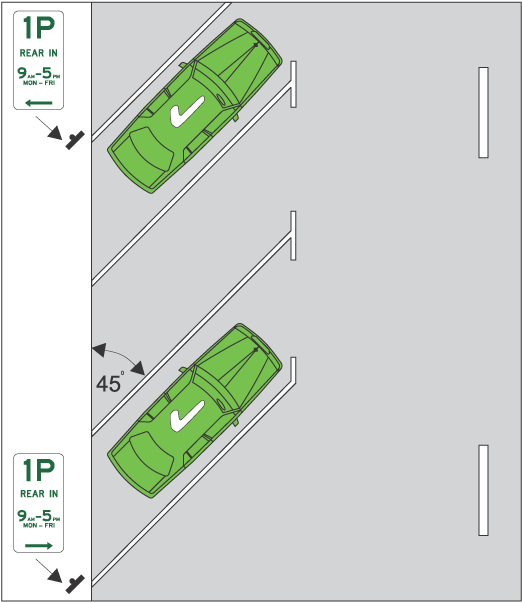 1P
REAR IN
9AM-5PM
MON-FRI
45°
1P
REAR IN
9AM-5PM
MON-FRI